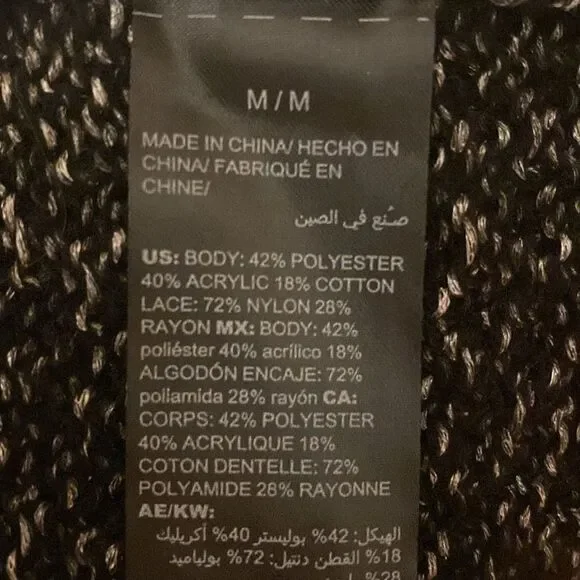 M / M
MADE IN CHINA/ HECHO EN
CHINA/ FABRIQUÉ EN
CHINE/
صُنع في الصين
US: BODY: 42% POLYESTER
40% ACRYLIC 18% COTTON
LACE: 72% NYLON 28%
RAYON MX: BODY: 42%
poliéster 40% acrílico 18%
ALGODÓN ENCAJE: 72%
poliamida 28% rayón CA:
CORPS: 42% POLYESTER
40% ACRYLIQUE 18%
COTON DENTELLE: 72%
POLYAMIDE 28% RAYONNE
AE/KW:
الهيكل: 42% بوليستر 40% أكريليك
18% القطن دنتيل: 72% بولياميد
28%